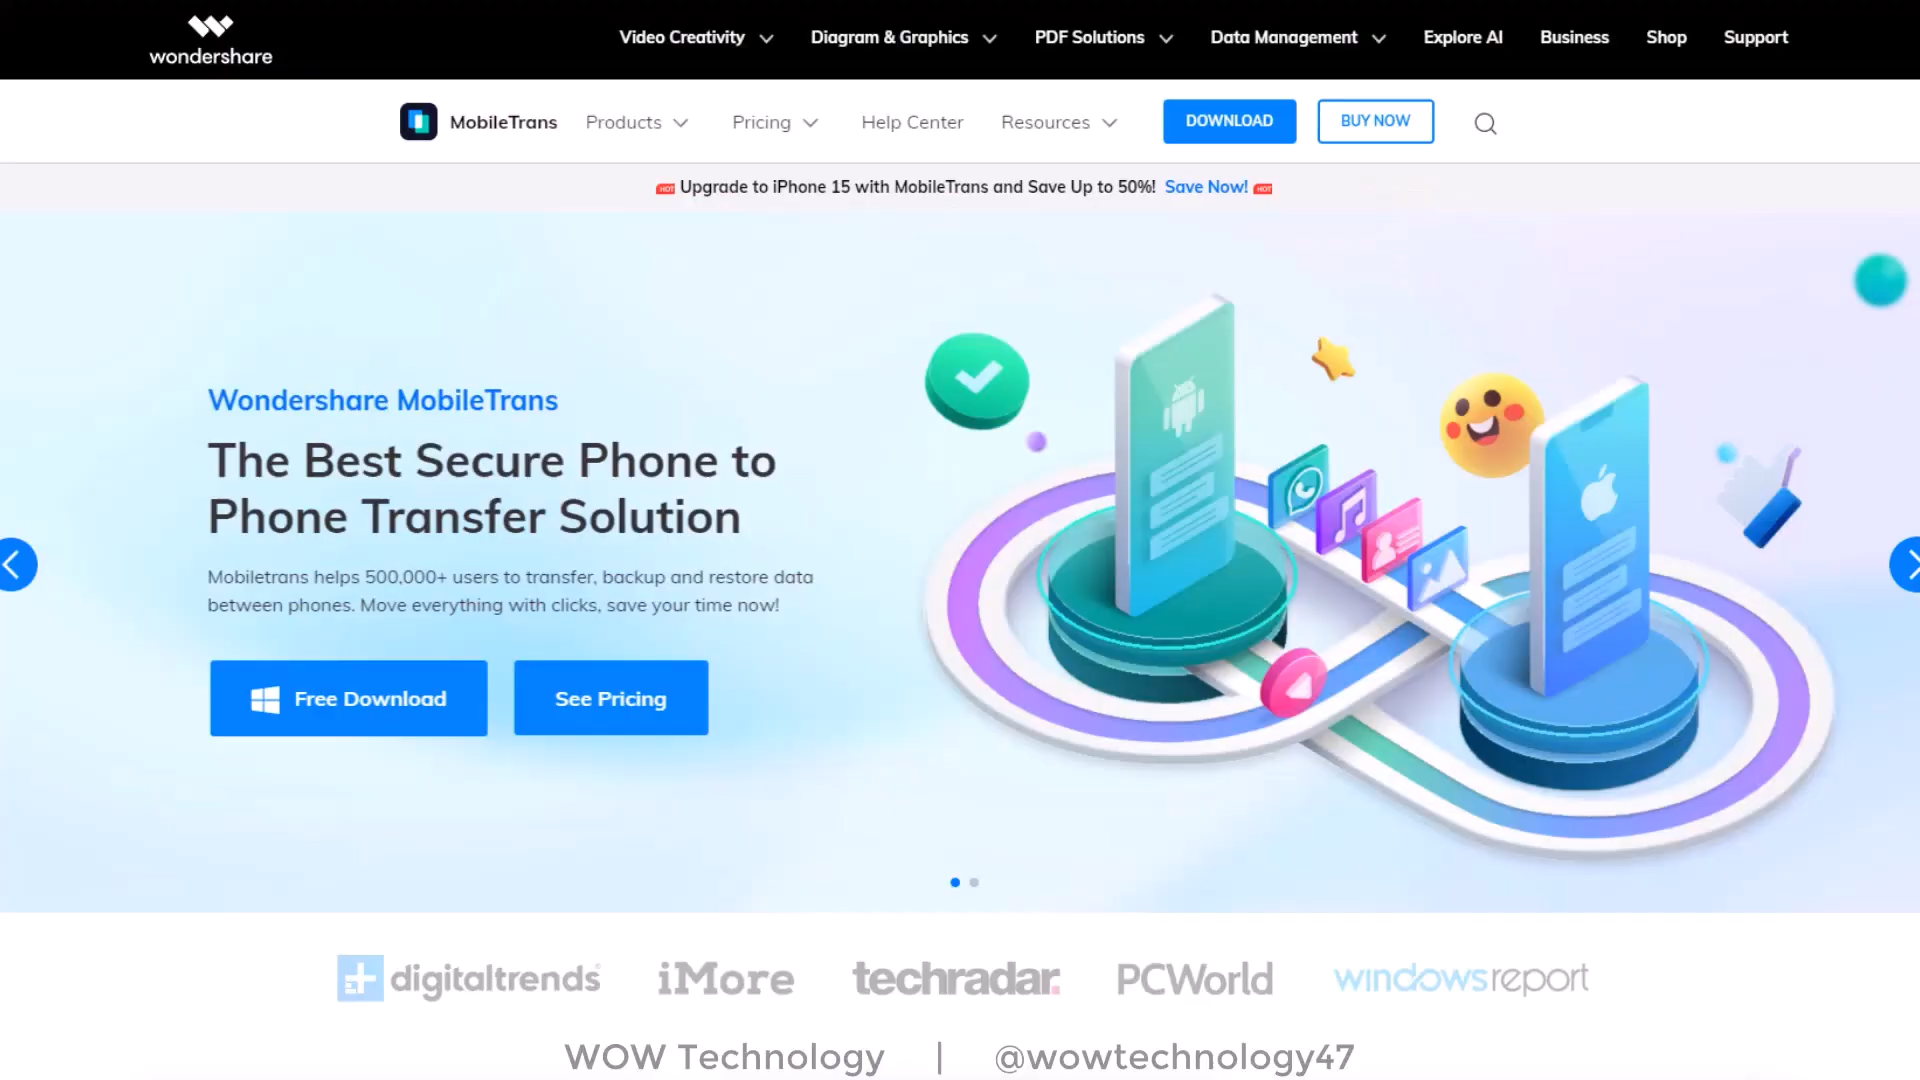 wondershare
Video Creativity Diagram & Graphics PDF Solutions Data Management Explore AI Business Shop Support
MobileTrans Products Pricing Help Center Resources DOWNLOAD BUY NOW
HOT Upgrade to iPhone 15 with MobileTrans and Save Up to 50%! Save Now! HOT
Wondershare MobileTrans
The Best Secure Phone to
Phone Transfer Solution
Mobiletrans helps 500,000+ users to transfer, backup and restore data
between phones. Move everything with clicks, save your time now!
Free Download See Pricing
digitaltrends iMore techradar. PCWorld windowsreport
WOW Technology | @wowtechnology47